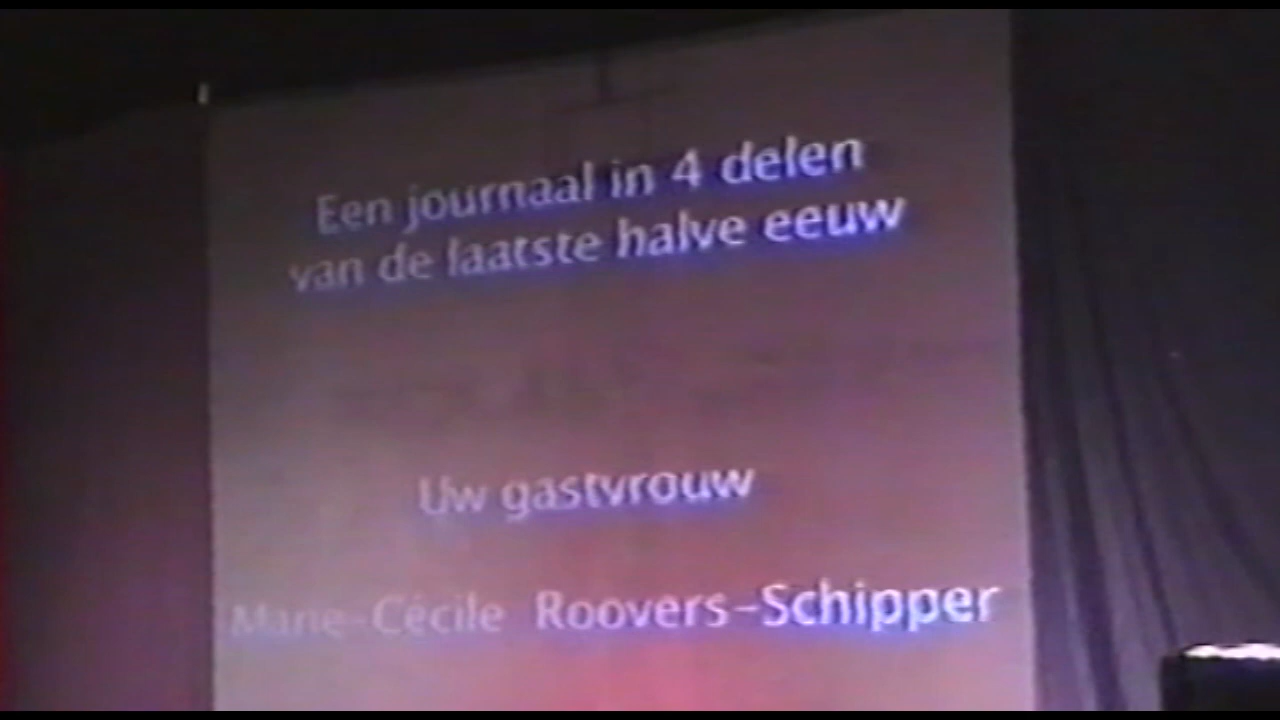 Een journaal in 4 delen
van de laatste halve eeuw
Uw gastvrouw
Marie-Cécile Roovers-Schipper